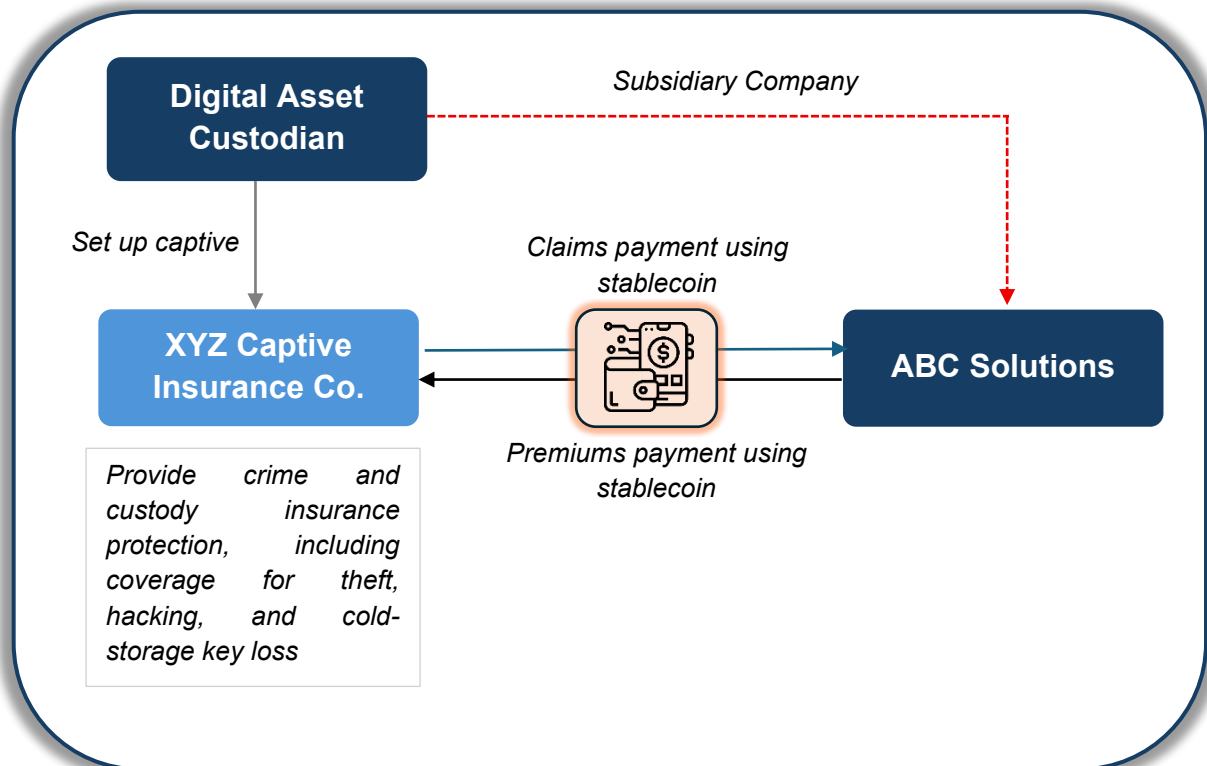 Digital Asset
Custodian
Subsidiary Company
Set up captive
Claims payment using
stablecoin
XYZ Captive
Insurance Co.
$
ABC Solutions
Premiums payment using
stablecoin
Provide crime and
custody insurance
protection, including
coverage for theft,
hacking, and cold-
storage key loss